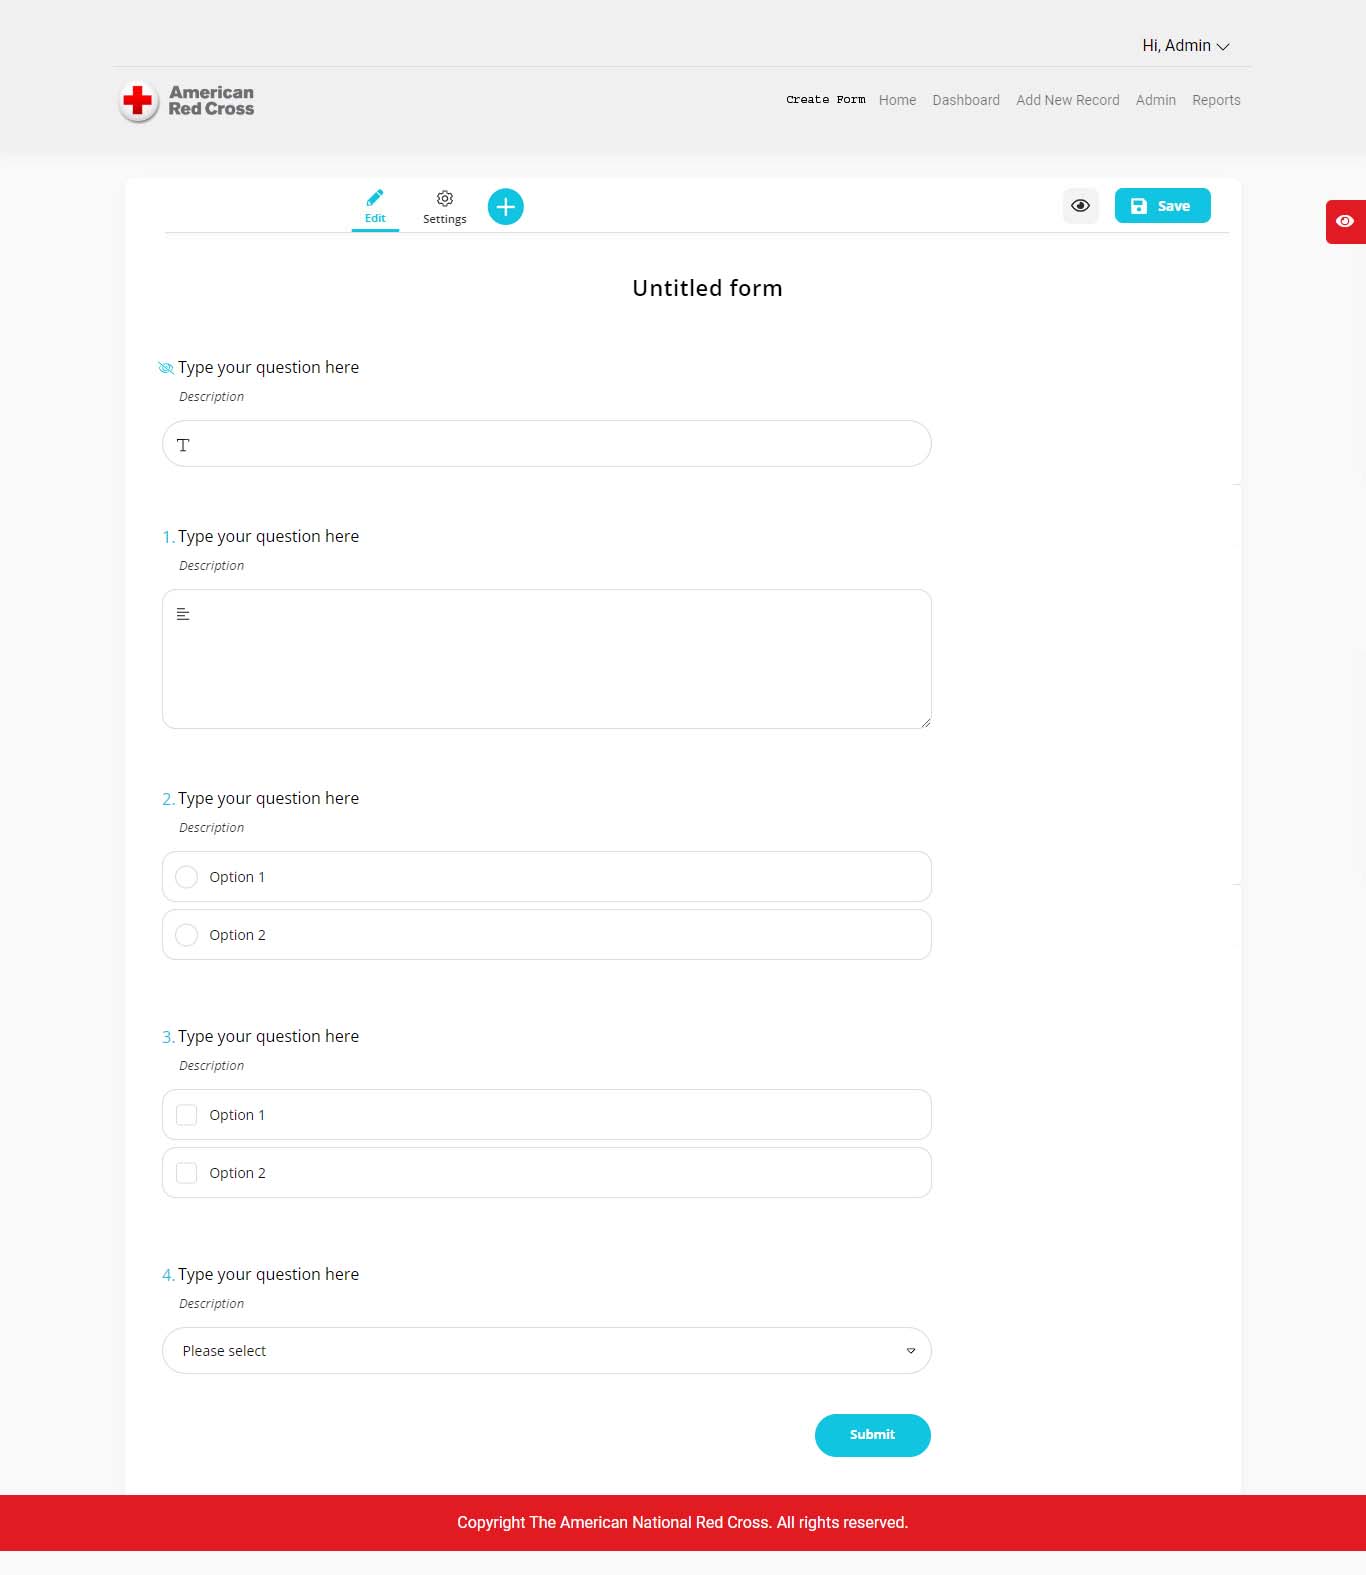 Hi, Admin
American
Red Cross
Create Form Home Dashboard Add New Record Admin Reports
Edit
Settings
Save
Untitled form
Type your question here
Description
T
1. Type your question here
Description
2. Type your question here
Description
Option 1
Option 2
3. Type your question here
Description
Option 1
Option 2
4. Type your question here
Description
Please select
Submit
Copyright The American National Red Cross. All rights reserved.